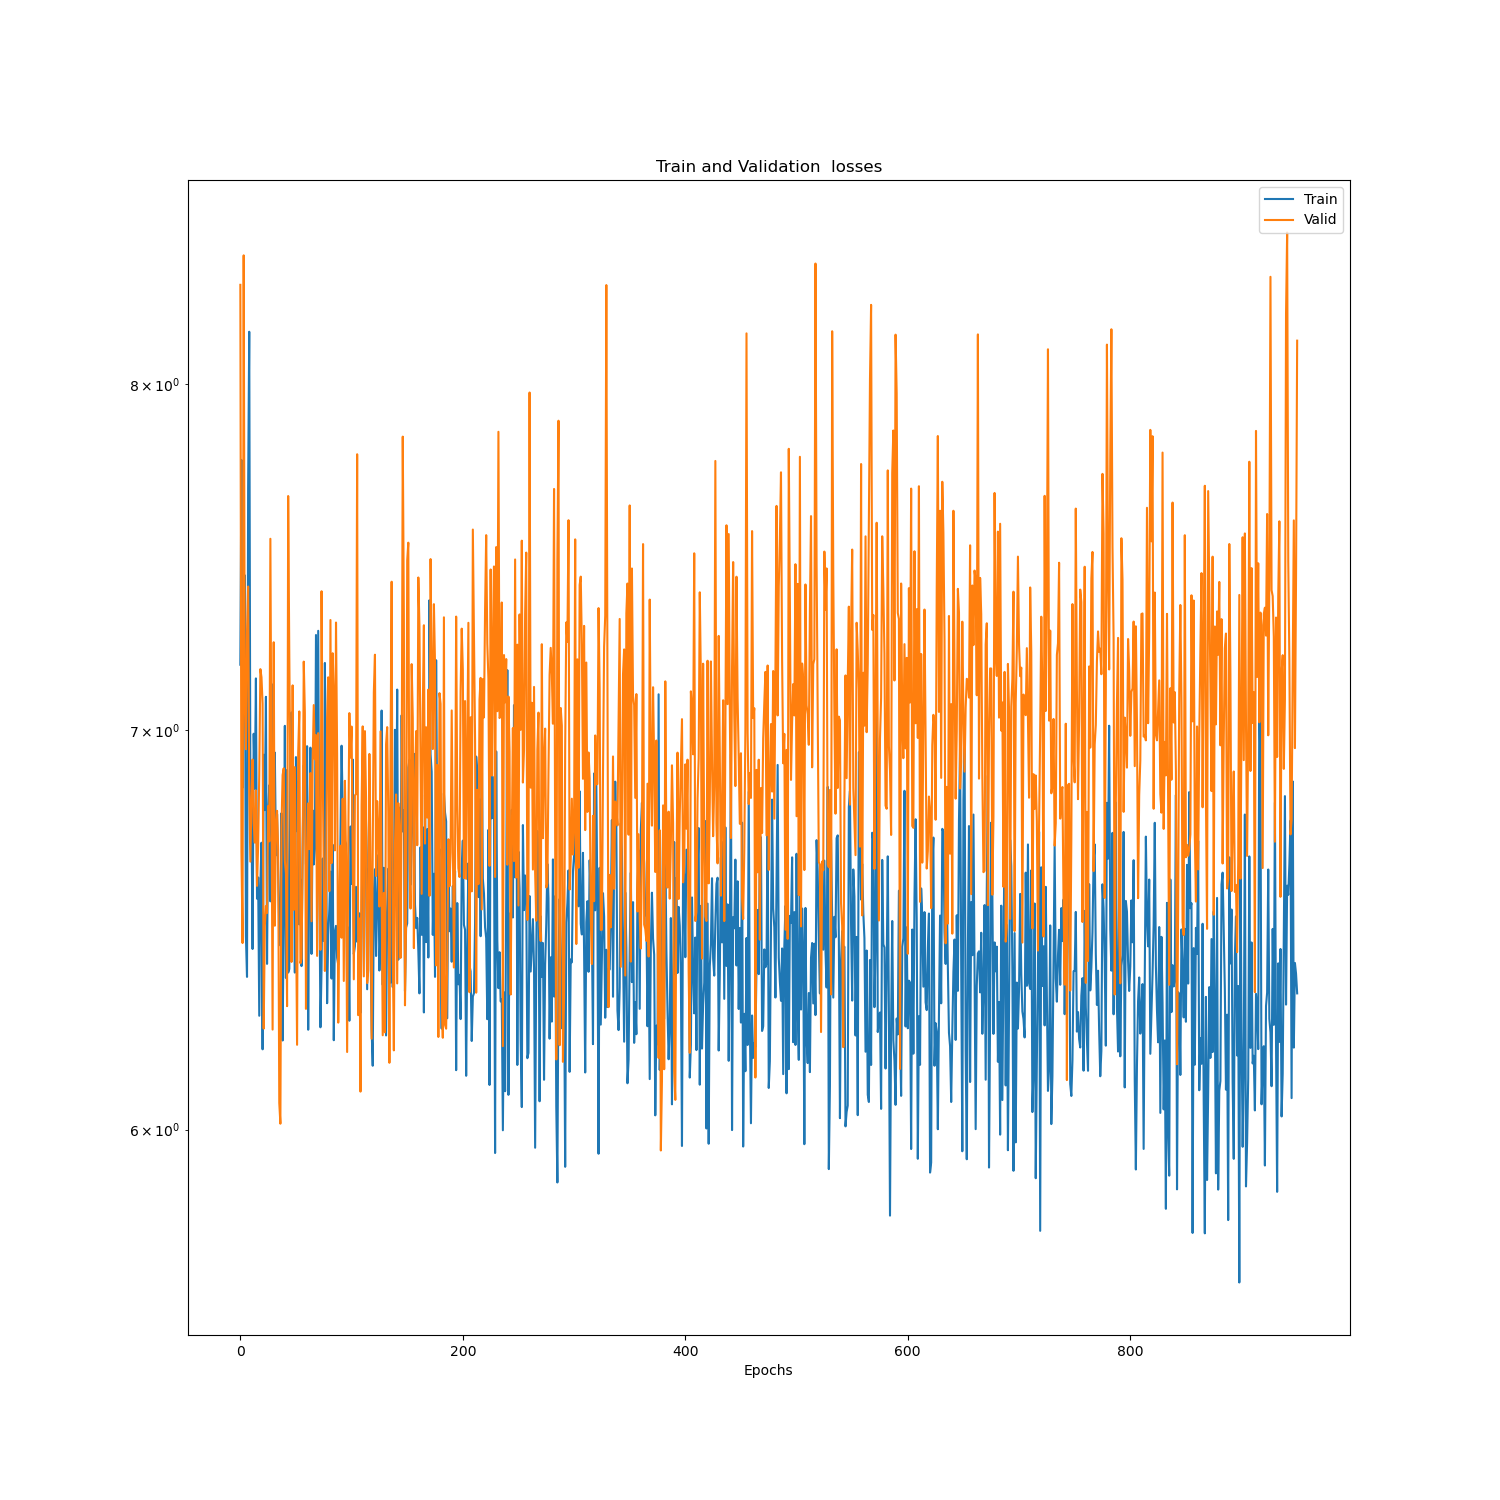 Train and Validation  losses
Train
Valid
8 × 10⁰
7 × 10⁰
6 × 10⁰
0 200 400 600 800
Epochs